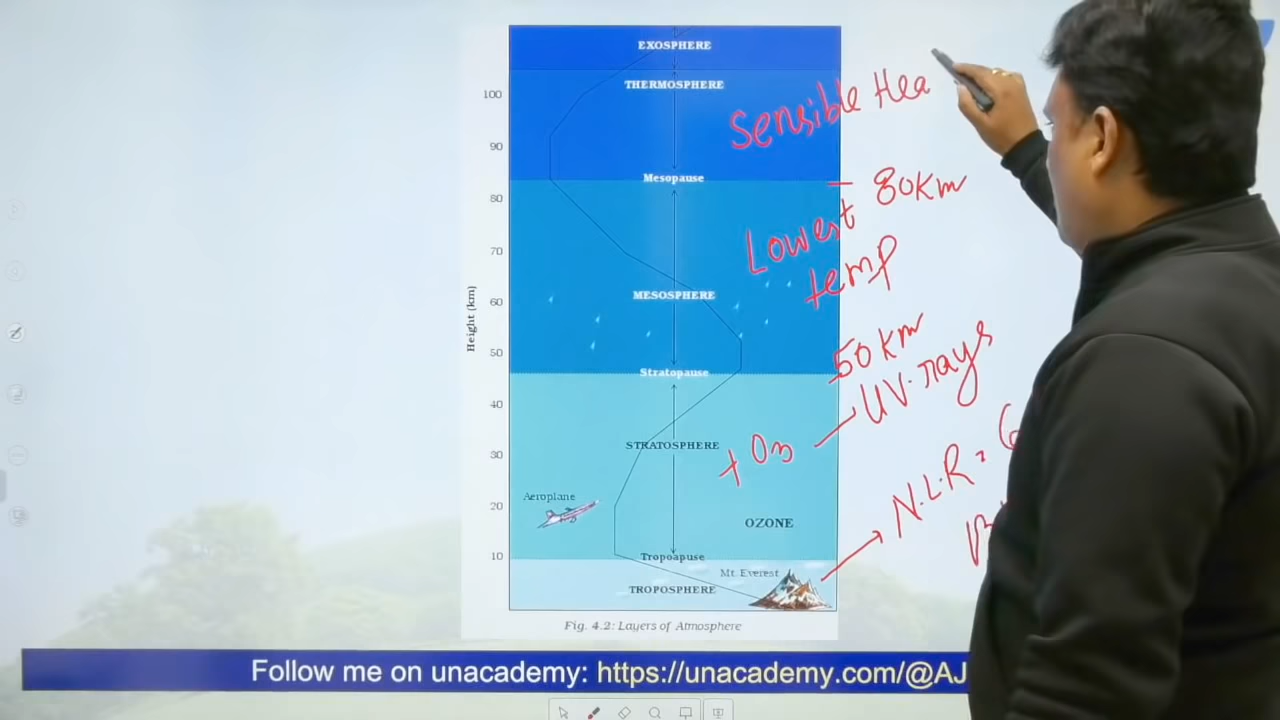 EXOSPHERE
THERMOSPHERE
100
Sensible Hea
90
Mesopause
80
80km
Lowest
temp
70
MESOSPHERE
60
Height (km)
50
50km
Stratopause
UV. rays
40
STRATOSPHERE
+ O3
30
N.L.R
Aeroplane
20
OZONE
10
Tropoapuse
Mt. Everest
TROPOSPHERE
Fig. 4.2: Layers of Atmosphere
Follow me on unacademy: https://unacademy.com/@AJ